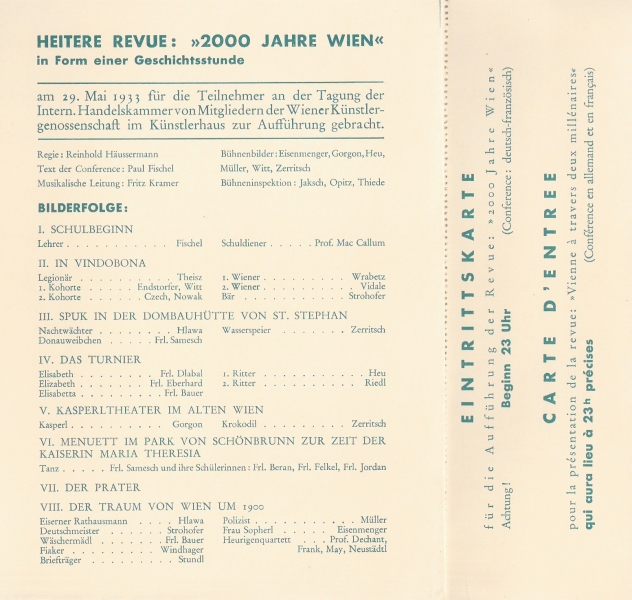 HEITERE REVUE: »2000 JAHRE WIEN«
in Form einer Geschichtsstunde
am 29. Mai 1933 für die Teilnehmer an der Tagung der
Intern. Handelskammer von Mitgliedern der Wiener Künstler-
genossenschaft im Künstlerhaus zur Aufführung gebracht.
Regie: Reinhold Häussermann
Text der Conference: Paul Fischel
Musikalische Leitung: Fritz Kramer
Bühnenbilder: Eisenmenger, Gorgon, Heu,
Müller, Witt, Zerritsch
Bühneninspektion: Jaksch, Opitz, Thiede
BILDERFOLGE:
I. SCHULBEGINN
Lehrer . . . . . . . . . . . Fischel
Schuldiener . . . . . Prof. Mac Callum
II. IN VINDOBONA
Legionär . . . . . . . . . . . Theisz
1. Kohorte . . . . . Endstorfer, Witt
2. Kohorte . . . . . . Czech, Nowak
1. Wiener . . . . . . . . . Wrabetz
2. Wiener . . . . . . . . . . Vidale
Bär . . . . . . . . . . . Strohofer
III. SPUK IN DER DOMBAUHÜTTE VON ST. STEPHAN
Nachtwächter . . . . . . . . Hlawa
Donauweibchen . . . . . Frl. Samesch
Wasserspeier . . . . . . . . Zerritsch
IV. DAS TURNIER
Elisabeth . . . . . . . . Frl. Dlabal
Elizabeth . . . . . . . Frl. Eberhard
Elisabetta . . . . . . . . Frl. Bauer
1. Ritter . . . . . . . . . . . Heu
2. Ritter . . . . . . . . . . Riedl
V. KASPERLTHEATER IM ALTEN WIEN
Kasperl . . . . . . . . . . Gorgon
Krokodil . . . . . . . . . Zerritsch
VI. MENUETT IM PARK VON SCHÖNBRUNN ZUR ZEIT DER
KAISERIN MARIA THERESIA
Tanz . . . . . Frl. Samesch und ihre Schülerinnen: Frl. Beran, Frl. Felkel, Frl. Jordan
VII. DER PRATER
VIII. DER TRAUM VON WIEN UM 1900
Eiserner Rathausmann . . . . Hlawa
Deutschmeister . . . . . . Strohofer
Wäschermädl . . . . . . . Frl. Bauer
Fiaker . . . . . . . . . Windhager
Briefträger . . . . . . . . . Stundl
Polizist . . . . . . . . . . . Müller
Frau Sopherl . . . . . Eisenmenger
Heurigenquartett . . . Prof. Dechant,
Frank, May, Neustädtl
EINTRITTSKARTE
für die Aufführung der Revue: »2000 Jahre Wien«
(Conférence: deutsch-französisch)
Achtung!
Beginn 23 Uhr
CARTE D'ENTREE
pour la présentation de la revue: »Vienne à travers deux millénaires«
(Conférence en allemand et en français)
qui aura lieu à 23h précises